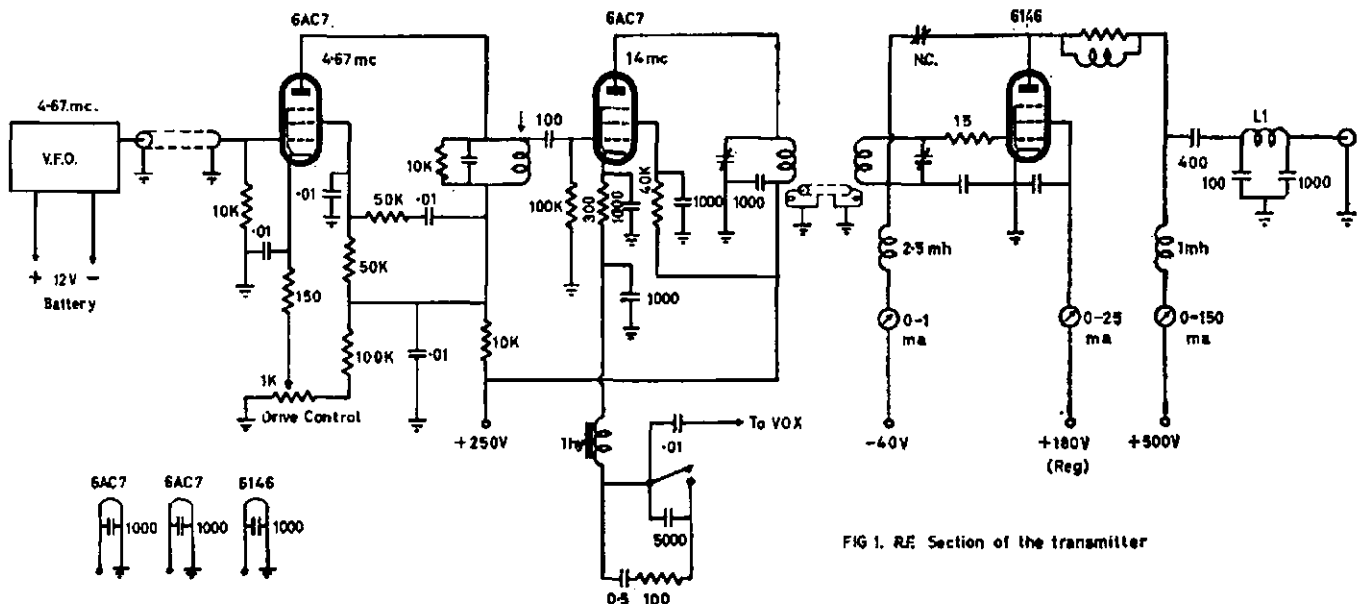 6AC7
4·67mc
4·67.mc.
V.F.O.
+ 12V −
Battery
10K
·01
150
1K
Drive Control
·01
50K
·01
50K
100K
·01
10K
10K
+250V
100
6AC7
14mc
100K
300
1000
40K
1000
1000
1000
1h
To VOX
·01
5000
0·5
100
6146
N.C.
15
2·5mh
0-1
ma
-40V
0-25
ma
+180V
(Reg)
1mh
0-150
ma
+500V
400
L1
100
1000
6AC7
6AC7
6146
1000
1000
1000
FIG 1. R.F. Section of the transmitter